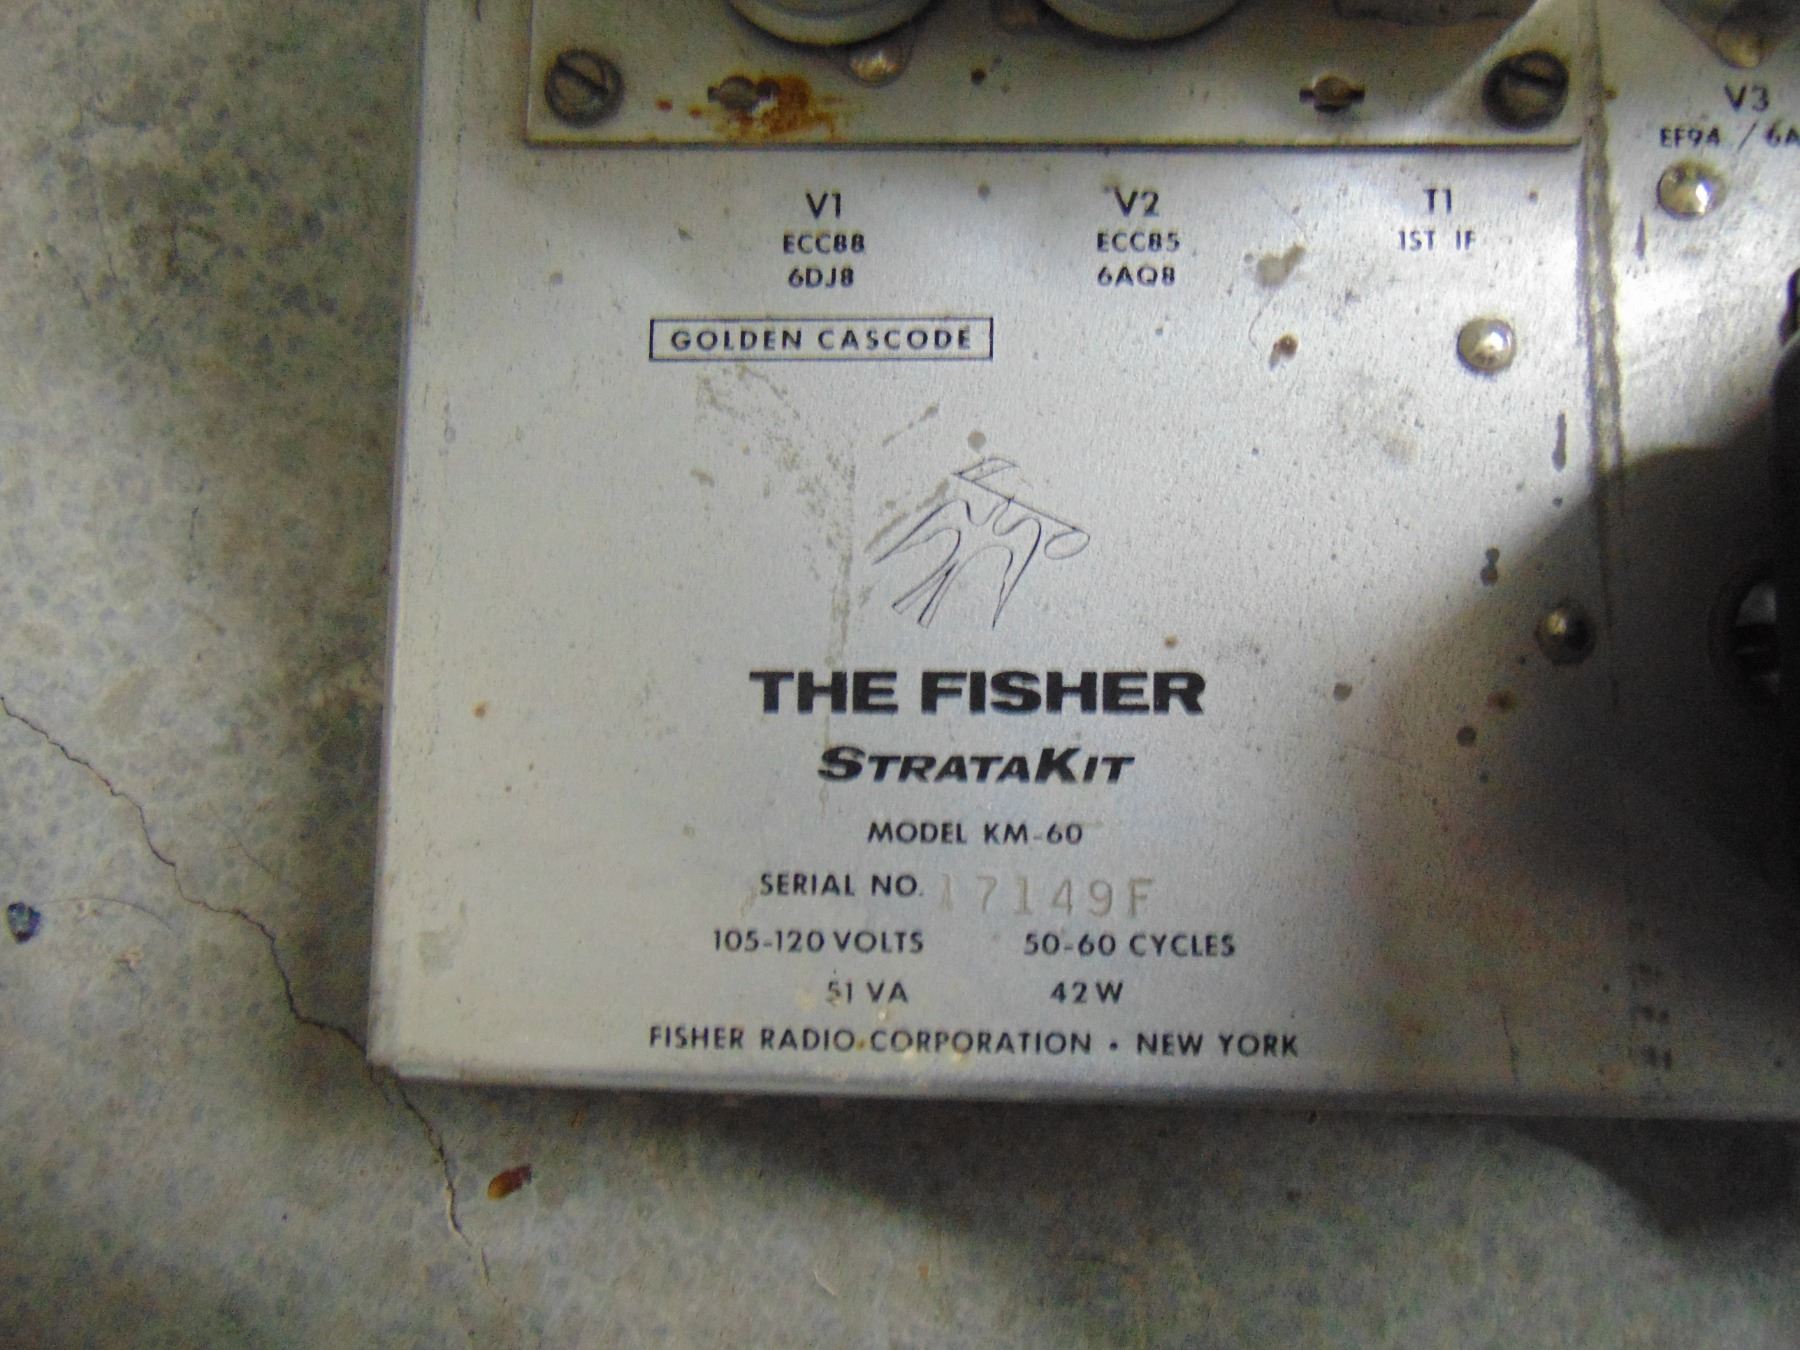 V3
EF94 / 6A
V1
ECC88
6DJ8
V2
ECC85
6AQ8
T1
1ST IF
GOLDEN CASCODE
THE FISHER
STRATAKIT
MODEL KM-60
SERIAL NO. 17149F
105-120 VOLTS 50-60 CYCLES
51 VA 42 W
FISHER RADIO CORPORATION • NEW YORK